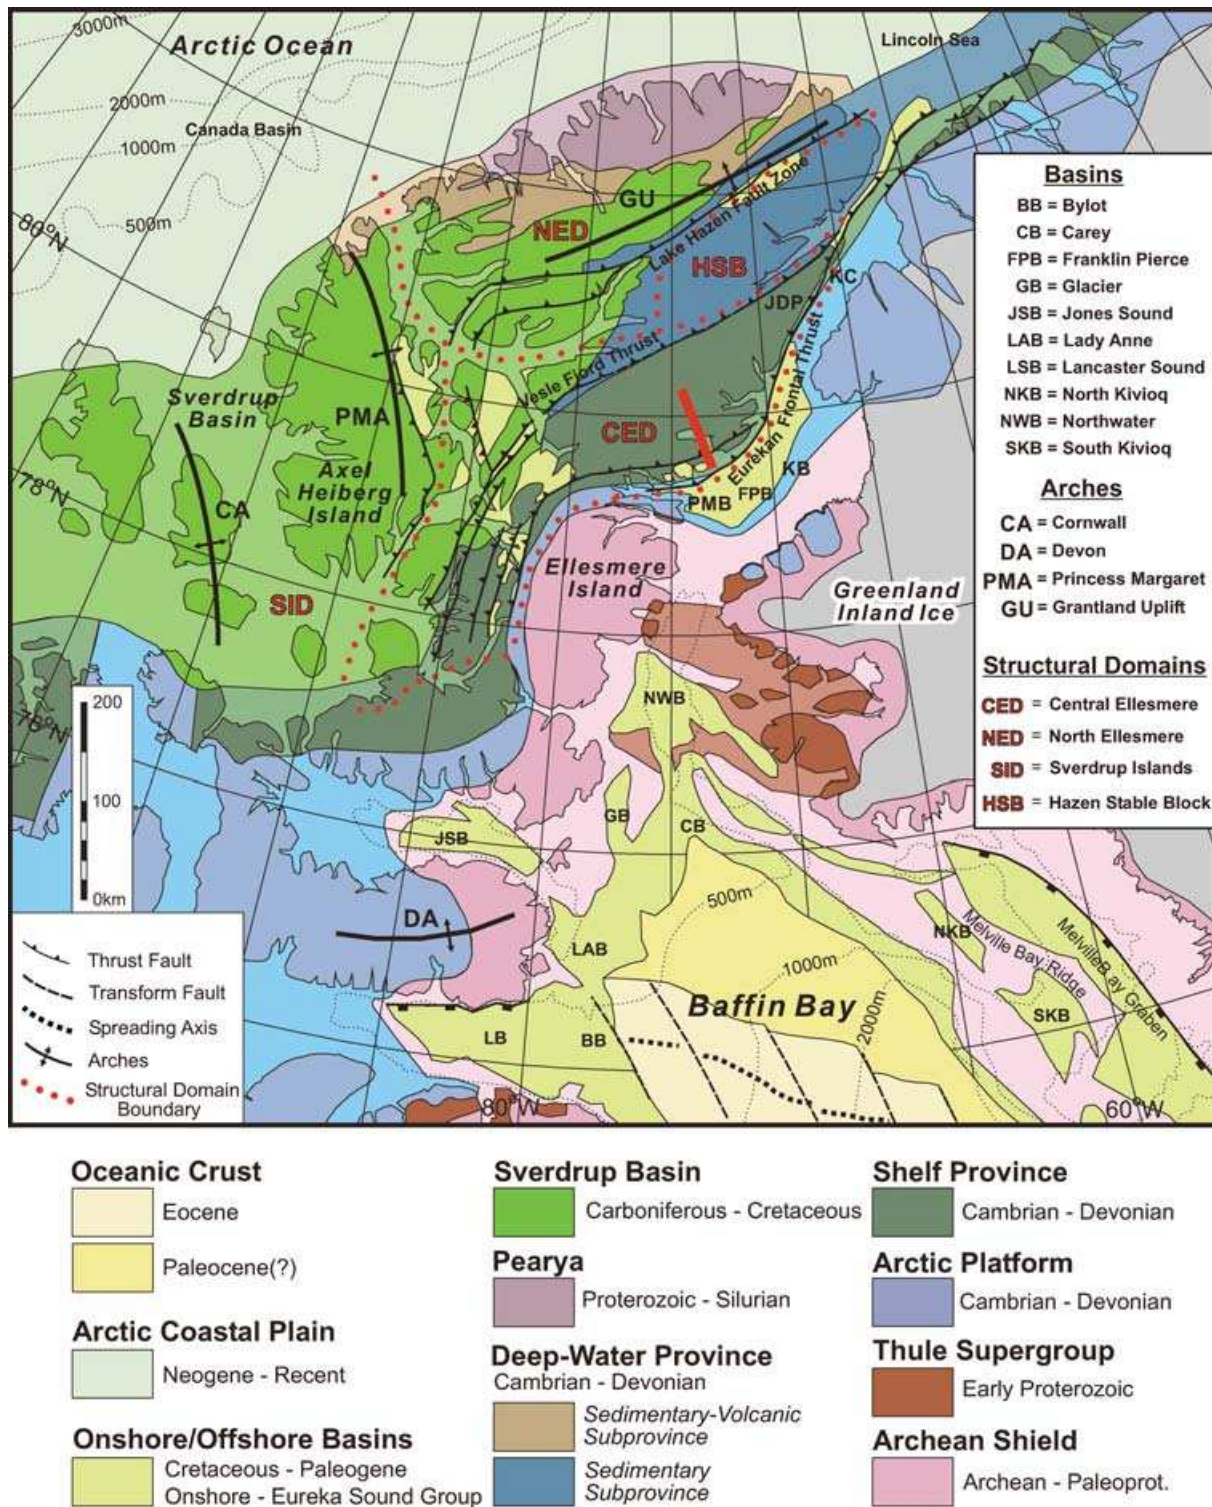 3000m
Arctic Ocean
Lincoln Sea
2000m
Canada Basin
1000m
500m
80°N
GU
NED
Lake Hazen Fault Zone
HSB
KC
JDP
Vesle Fiord Thrust
Sverdrup
Basin
PMA
CED
Eurekan Frontal Thrust
KB
78°N
Axel
Heiberg
Island
CA
PMB
FPB
Ellesmere
Island
Greenland
Inland Ice
SID
76°N
NWB
GB
CB
JSB
DA
500m
LAB
NKB
Melville Bay Ridge
Melville Bay Graben
1000m
Baffin Bay
2000m
SKB
LB
BB
80°W
60°W
Basins
BB = Bylot
CB = Carey
FPB = Franklin Pierce
GB = Glacier
JSB = Jones Sound
LAB = Lady Anne
LSB = Lancaster Sound
NKB = North Kivioq
NWB = Northwater
SKB = South Kivioq
Arches
CA = Cornwall
DA = Devon
PMA = Princess Margaret
GU = Grantland Uplift
Structural Domains
CED = Central Ellesmere
NED = North Ellesmere
SID = Sverdrup Islands
HSB = Hazen Stable Block
200
100
0km
Thrust Fault
Transform Fault
Spreading Axis
Arches
Structural Domain
Boundary
Oceanic Crust
Eocene
Paleocene(?)
Arctic Coastal Plain
Neogene - Recent
Onshore/Offshore Basins
Cretaceous - Paleogene
Onshore - Eureka Sound Group
Sverdrup Basin
Carboniferous - Cretaceous
Pearya
Proterozoic - Silurian
Deep-Water Province
Cambrian - Devonian
Sedimentary-Volcanic
Subprovince
Sedimentary
Subprovince
Shelf Province
Cambrian - Devonian
Arctic Platform
Cambrian - Devonian
Thule Supergroup
Early Proterozoic
Archean Shield
Archean - Paleoprot.